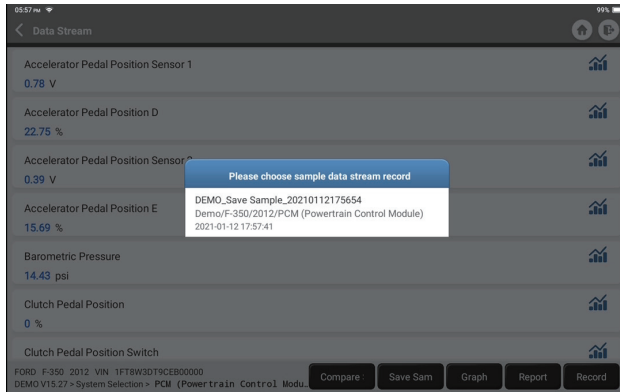 05:57 PM 99%
Data Stream
Accelerator Pedal Position Sensor 1
0.78 V
Accelerator Pedal Position D
22.75 %
Accelerator Pedal Position Sensor 2
0.39 V
Please choose sample data stream record
DEMO_Save Sample_20210112175654
Demo/F-350/2012/PCM (Powertrain Control Module)
2021-01-12 17:57:41
Accelerator Pedal Position E
15.69 %
Barometric Pressure
14.43 psi
Clutch Pedal Position
0 %
Clutch Pedal Position Switch
FORD F-350 2012 VIN 1FT8W3DT9CEB00000
DEMO V15.27 > System Selection > PCM (Powertrain Control Modu...
Compare Save Sam Graph Report Record